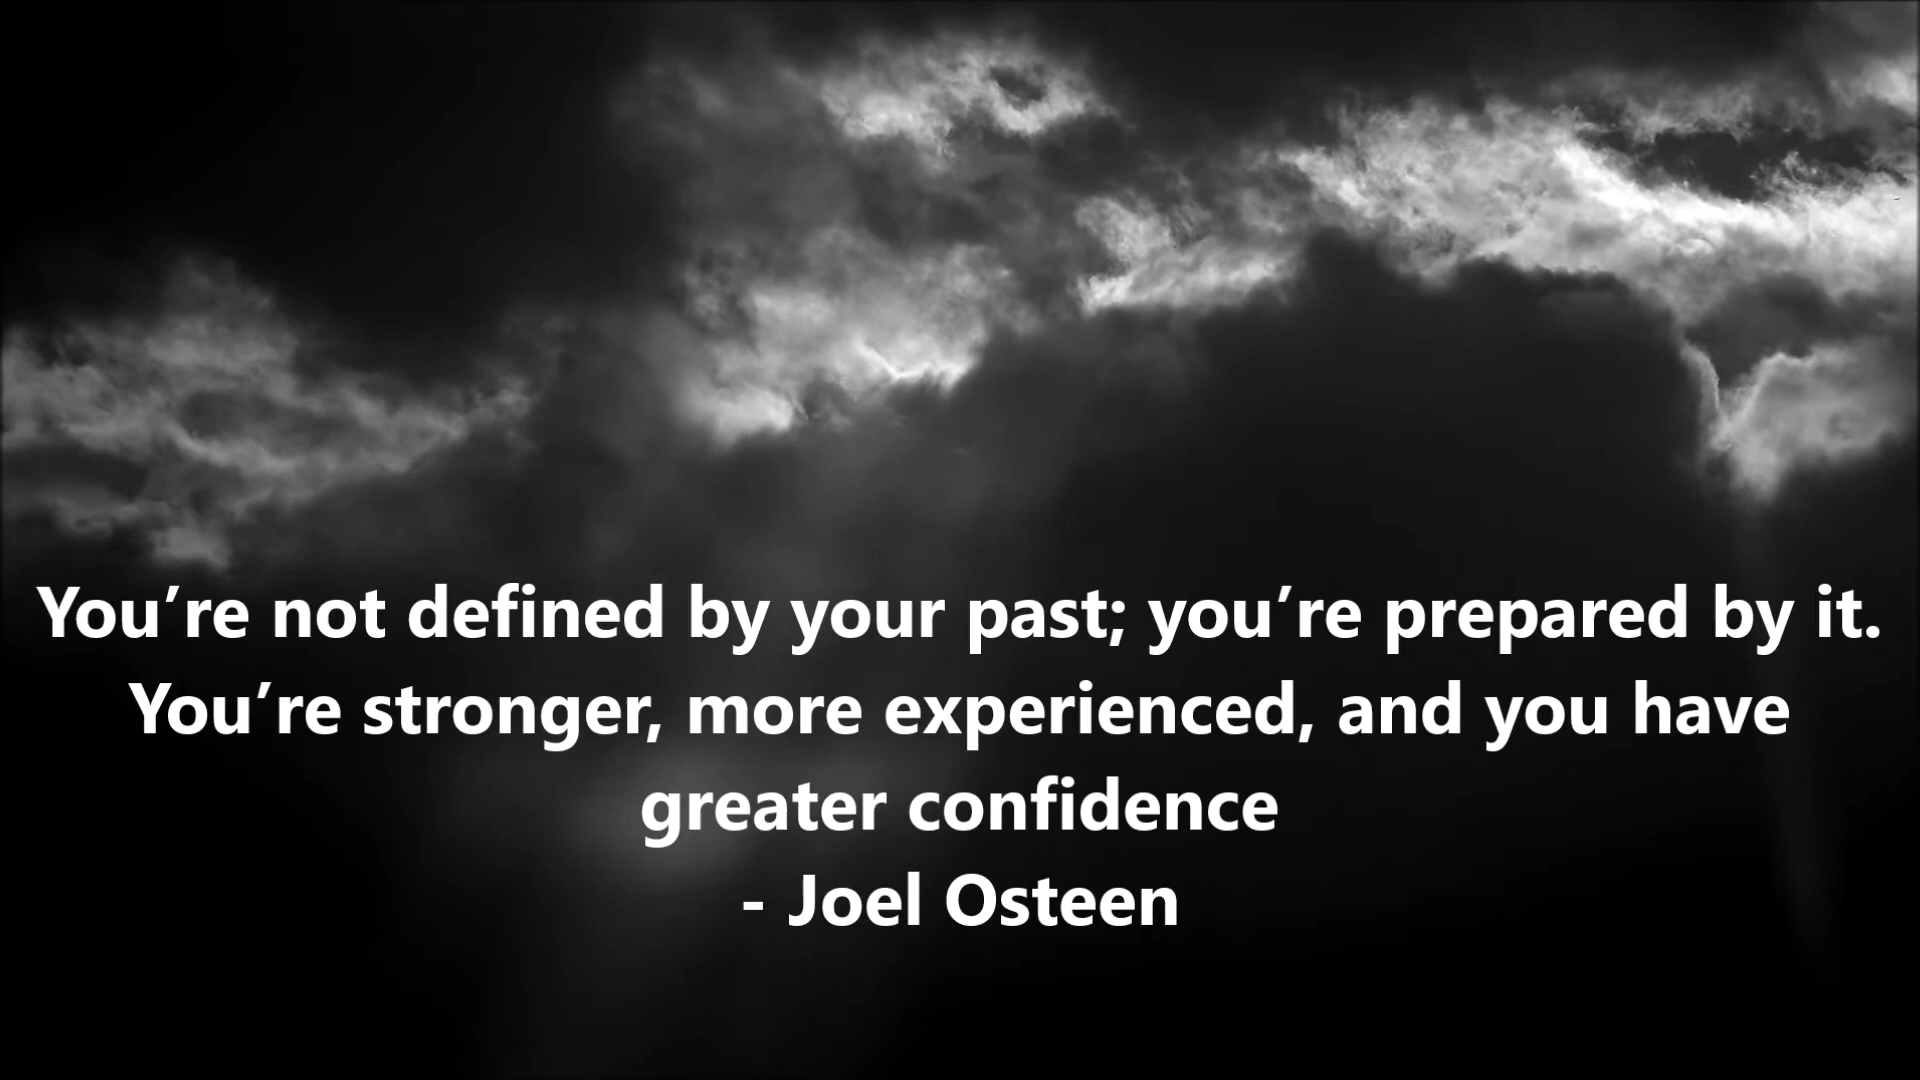 You’re not defined by your past; you’re prepared by it.
You’re stronger, more experienced, and you have
greater confidence
- Joel Osteen